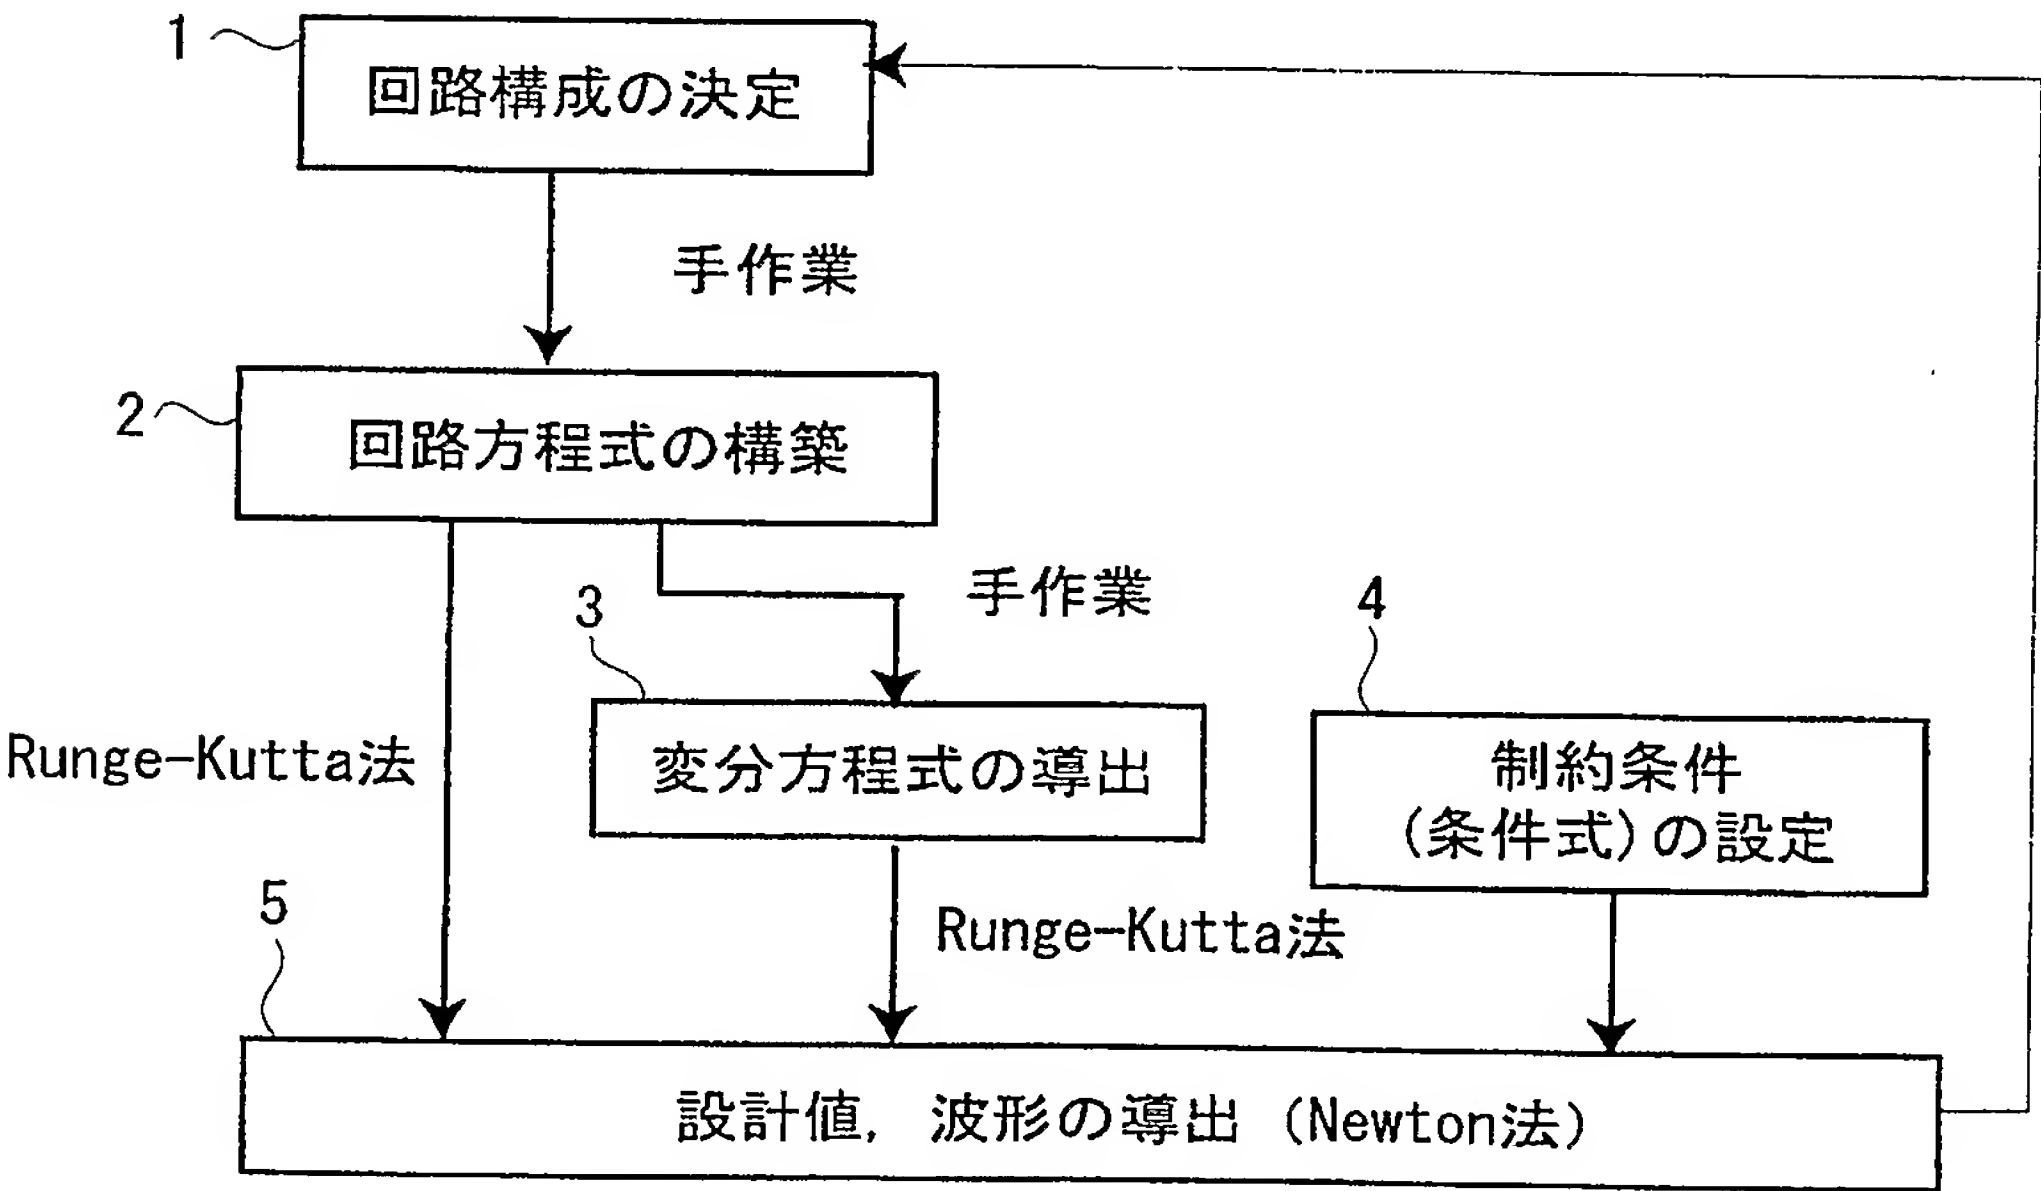 1
回路構成の決定
手作業
2
回路方程式の構築
手作業
3
4
Runge-Kutta法
変分方程式の導出
制約条件
(条件式)の設定
5
Runge-Kutta法
設計値, 波形の導出 (Newton法)